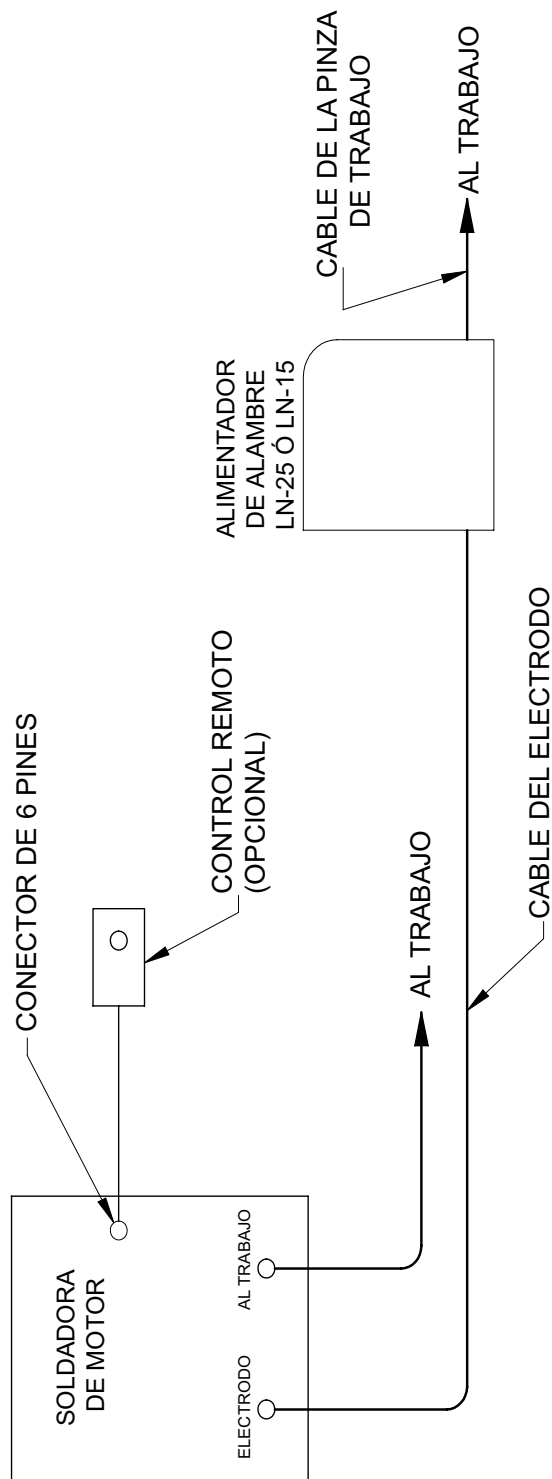 SOLDADORA
DE MOTOR
ELECTRODO
AL TRABAJO
CONECTOR DE 6 PINES
CONTROL REMOTO
(OPCIONAL)
AL TRABAJO
ALIMENTADOR
DE ALAMBRE
LN-25 Ó LN-15
CABLE DEL ELECTRODO
CABLE DE LA PINZA
DE TRABAJO
AL TRABAJO